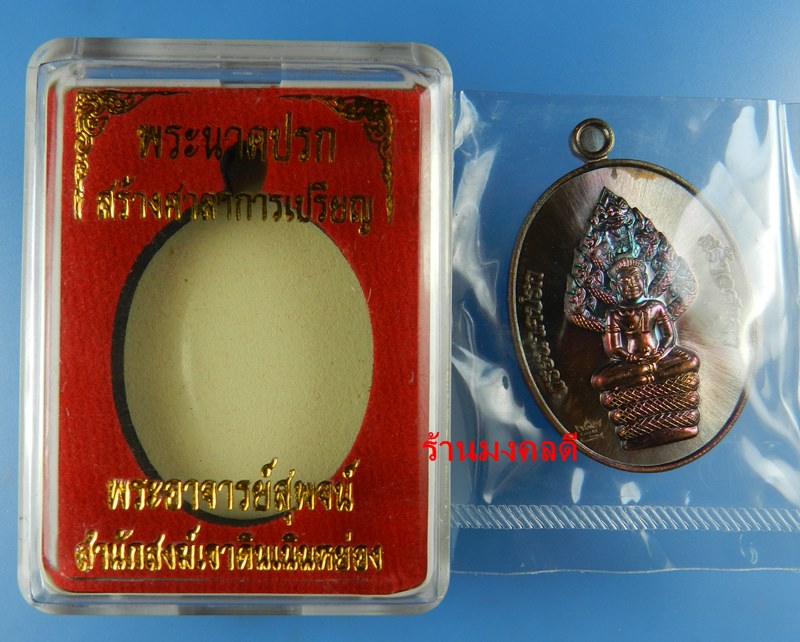 พระนาคปรก
สร้างศาลาการเปรียญ
พระอาจารย์สุพจน์
สำนักสงฆ์เขาดินเนินหย่อง
ร้านมงคลดี